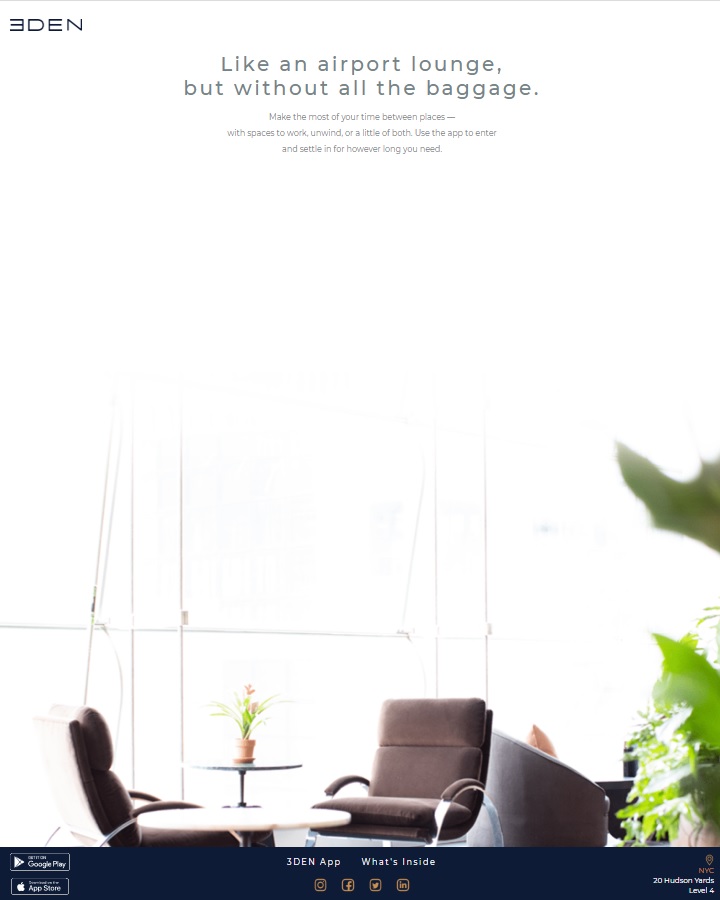 3DEN
Like an airport lounge,
but without all the baggage.
Make the most of your time between places —
with spaces to work, unwind, or a little of both. Use the app to enter
and settle in for however long you need.
GET IT ON
Google Play
Download on the
App Store
3DEN App What's Inside
NYC
20 Hudson Yards
Level 4